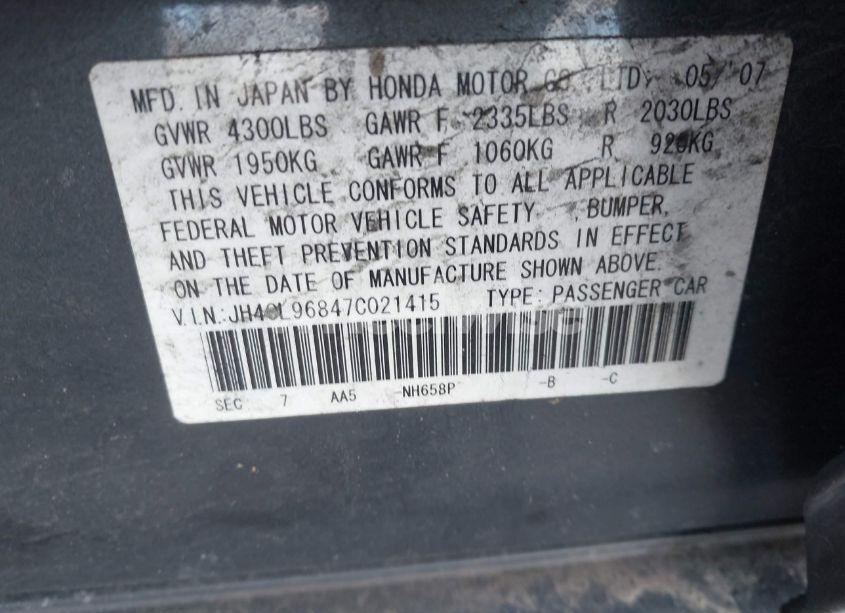 MFD. IN JAPAN BY HONDA MOTOR CO.,LTD, 05/'07
GVWR 4300LBS GAWR F 2335LBS R 2030LBS
GVWR 1950KG GAWR F 1060KG R 920KG
THIS VEHICLE CONFORMS TO ALL APPLICABLE
FEDERAL MOTOR VEHICLE SAFETY, BUMPER,
AND THEFT PREVENTION STANDARDS IN EFFECT
ON THE DATE OF MANUFACTURE SHOWN ABOVE.
V.I.N.:JH4CL96847C021415 TYPE: PASSENGER CAR
SEC 7 AA5 NH658P -B -C